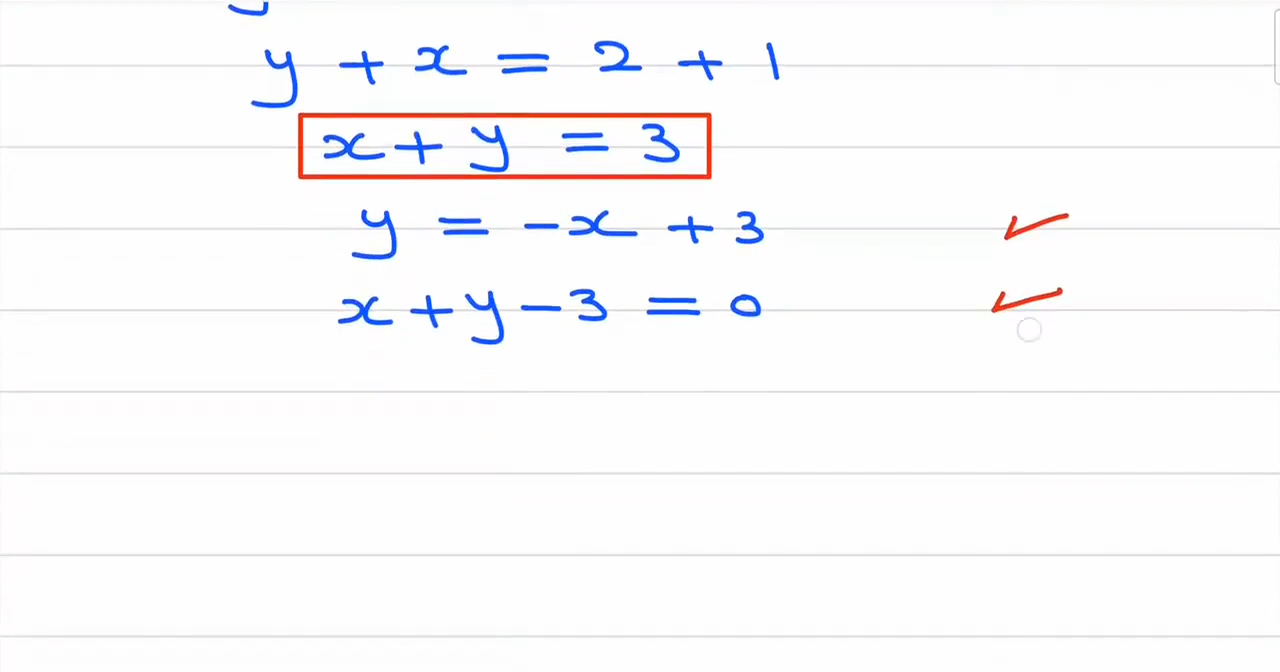 y + x = 2 + 1
x + y = 3
y = -x + 3
x + y - 3 = 0